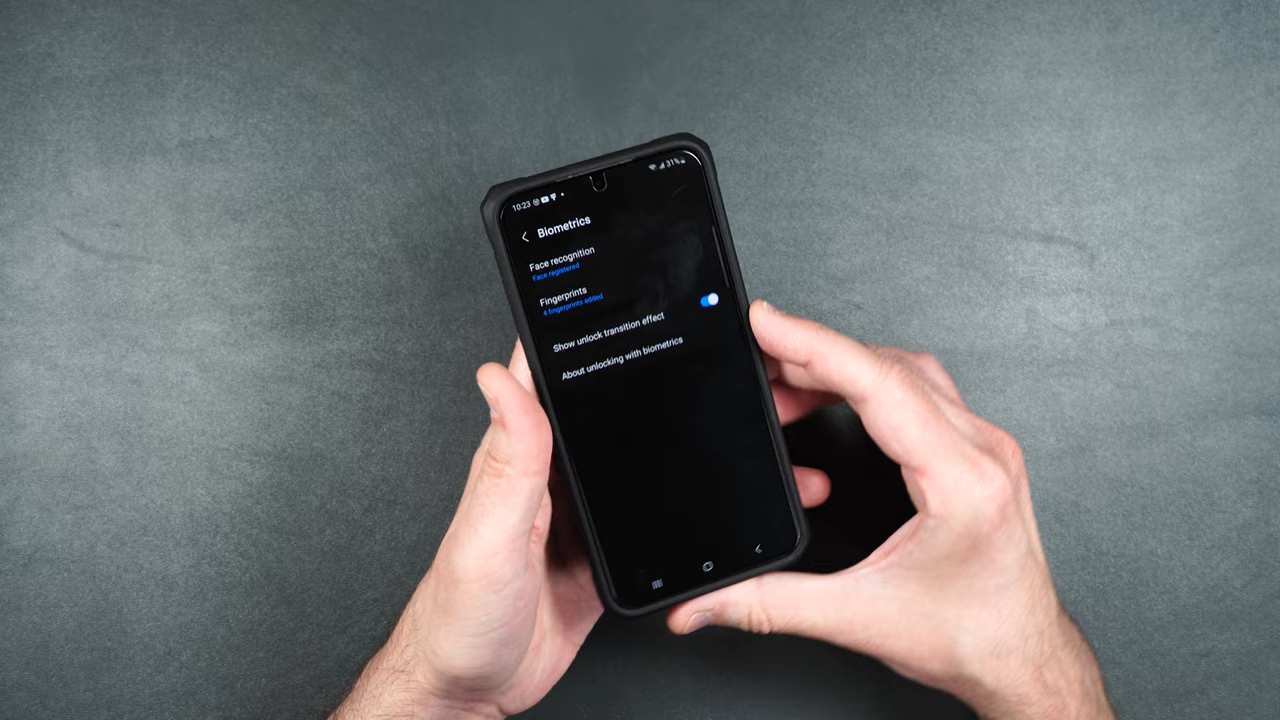 10:23
31%
Biometrics
Face recognition
Face registered
Fingerprints
4 fingerprints added
Show unlock transition effect
About unlocking with biometrics